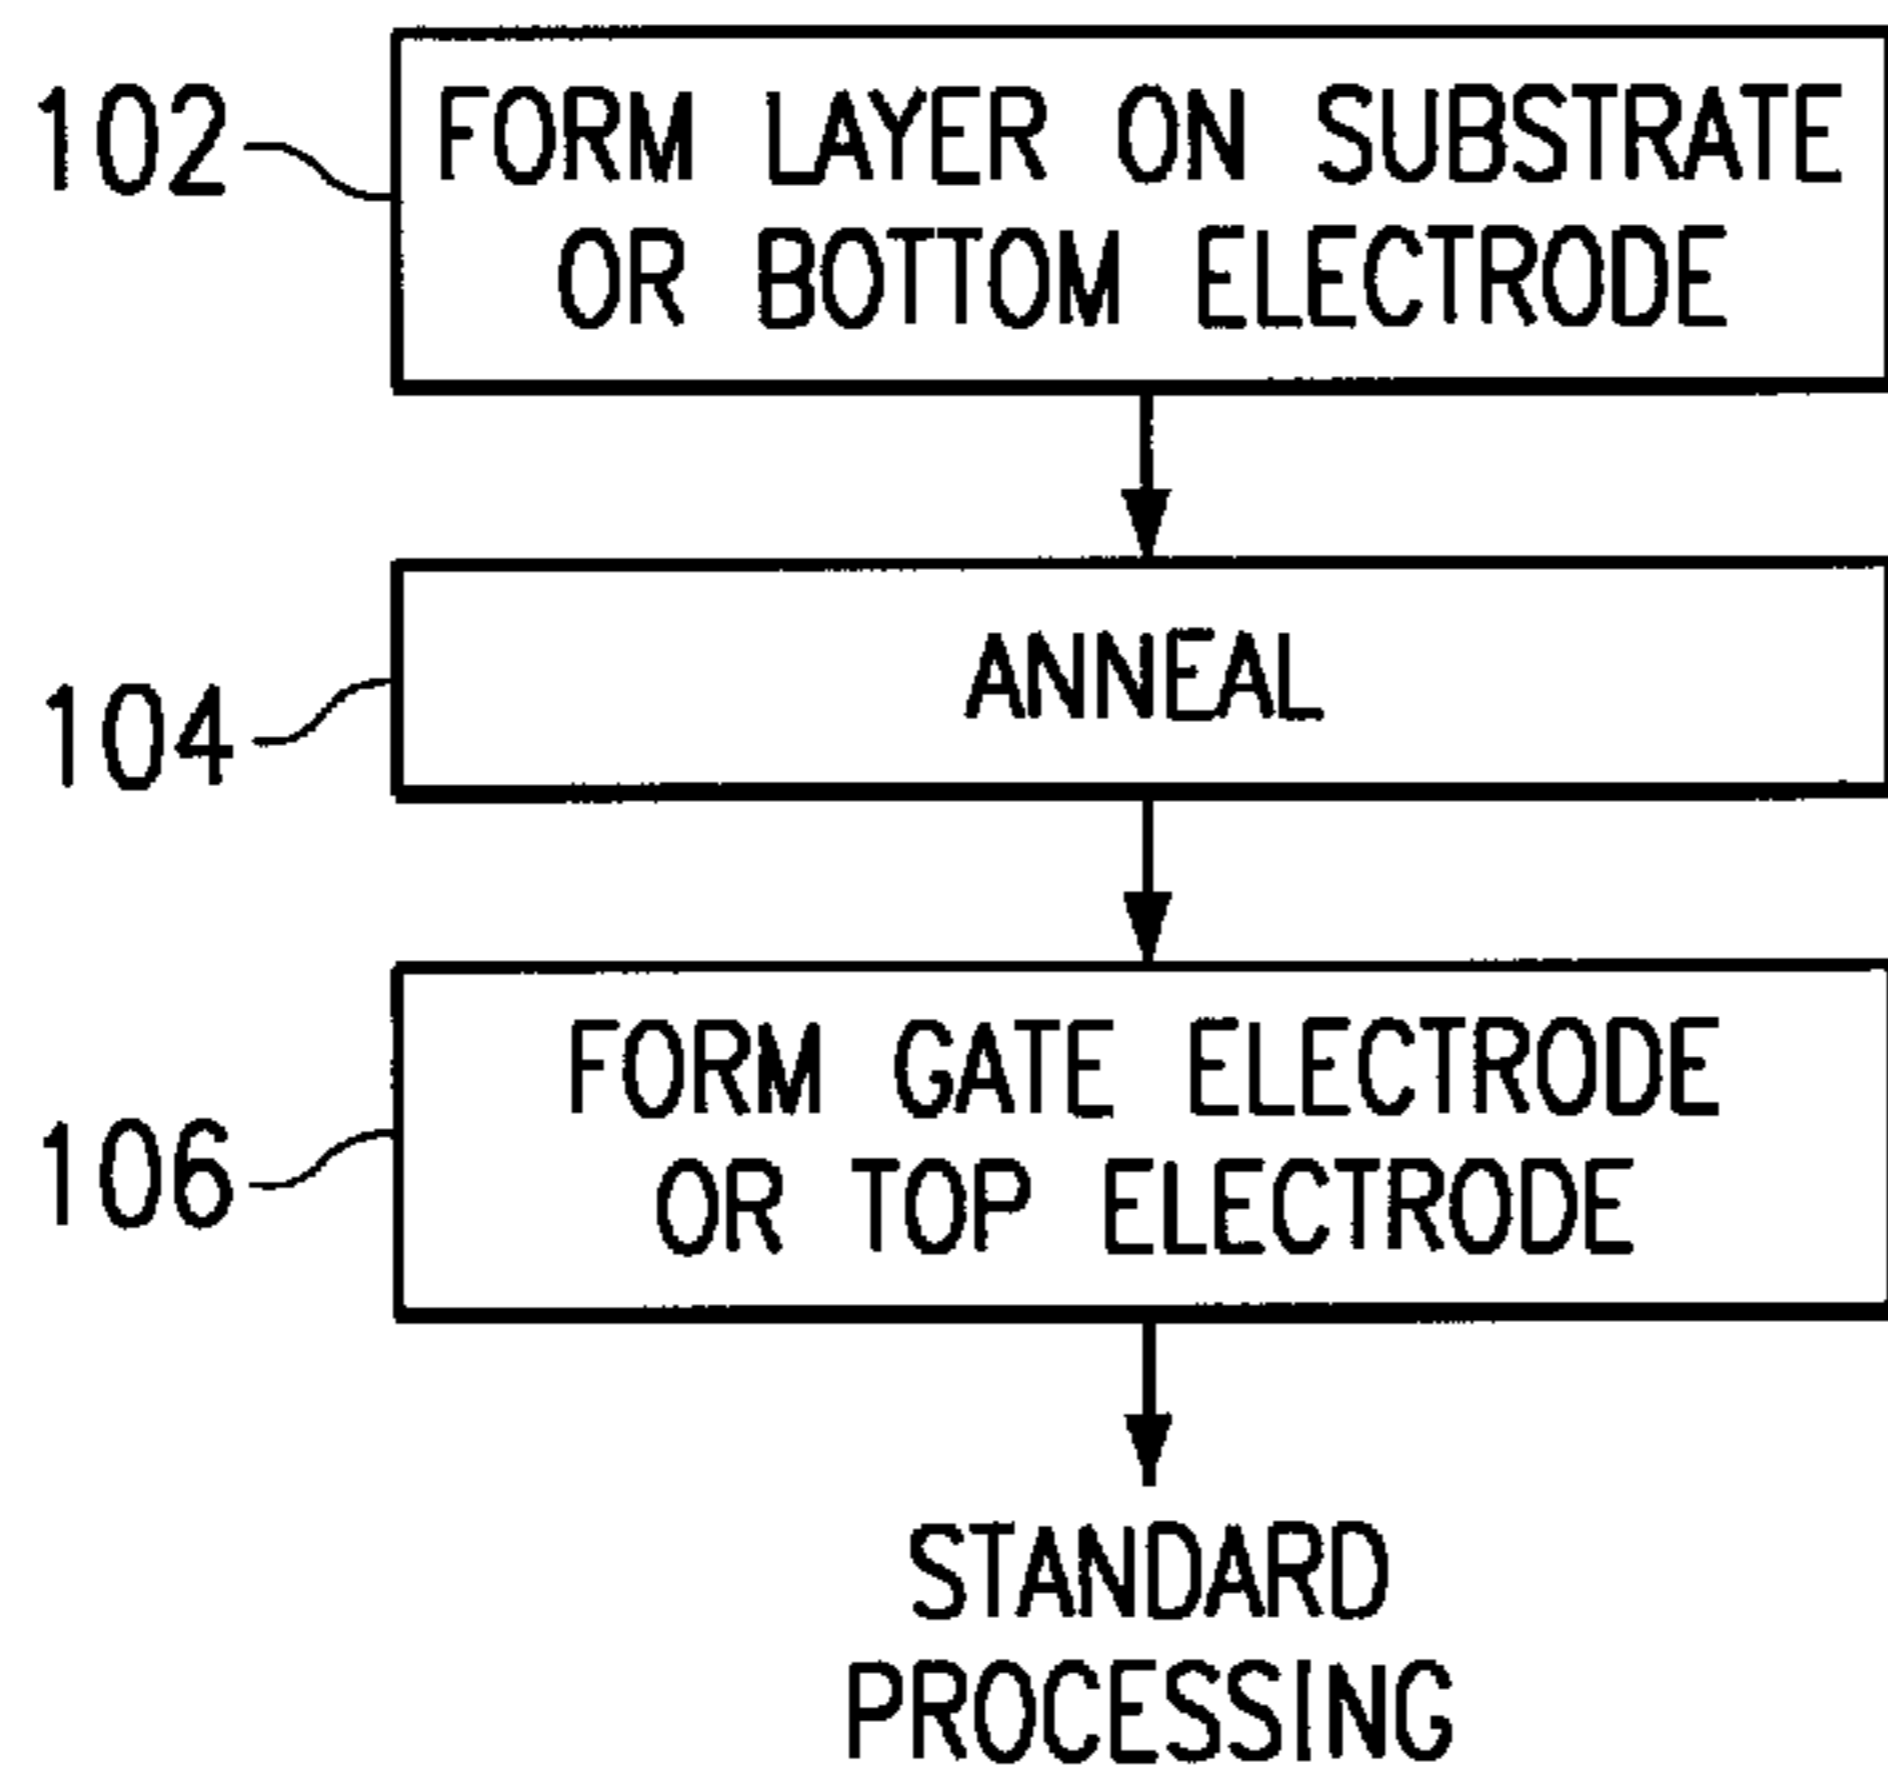 102
FORM LAYER ON SUBSTRATE
OR BOTTOM ELECTRODE
104
ANNEAL
106
FORM GATE ELECTRODE
OR TOP ELECTRODE
STANDARD
PROCESSING